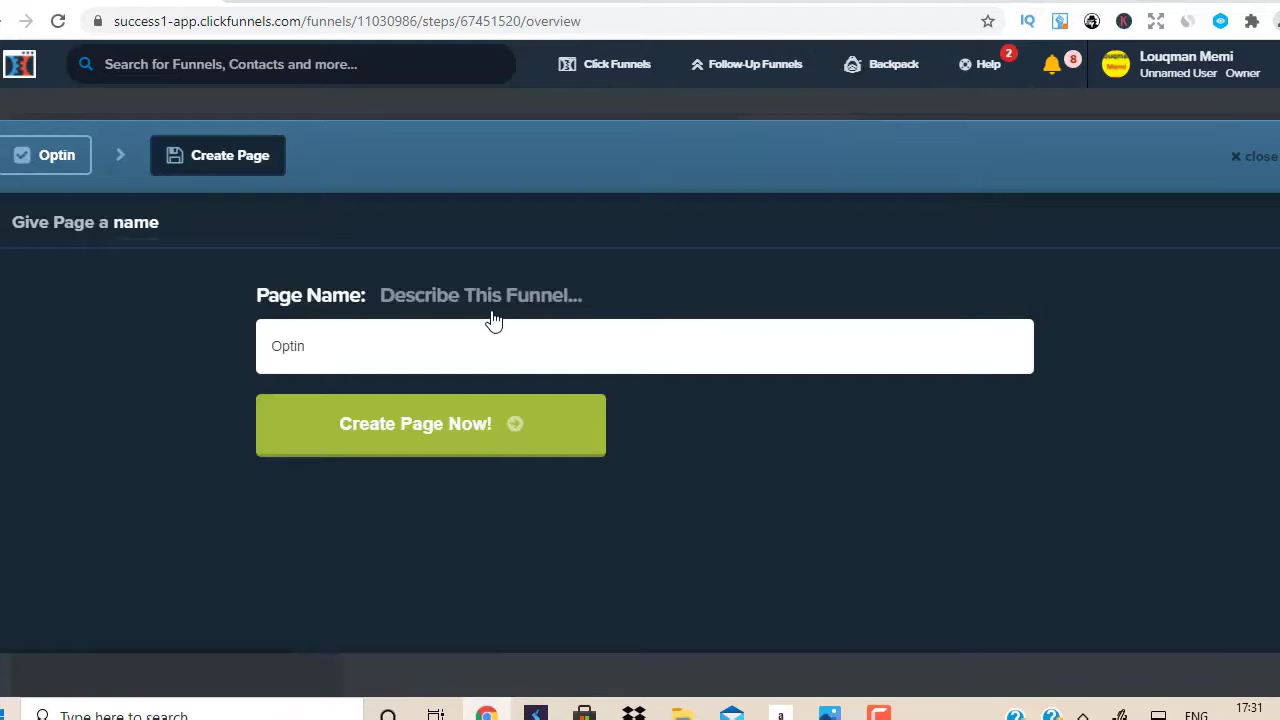 success1-app.clickfunnels.com/funnels/11030986/steps/67451520/overview
IQ
K
Search for Funnels, Contacts and more...
Click Funnels
Follow-Up Funnels
Backpack
Help
2
8
Louqman Memi
Unnamed User Owner
Optin
Create Page
× close
Give Page a name
Page Name: Describe This Funnel...
Optin
Create Page Now!
Type here to search
a
ENG
17:31